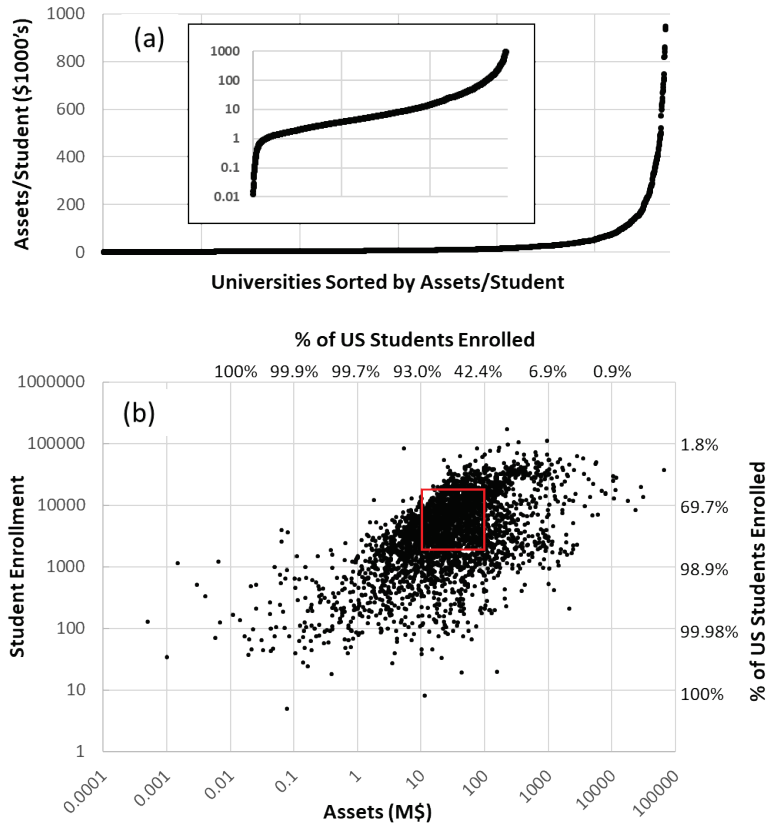 (a)
Assets/Student ($1000's)
1000
800
600
400
200
0
1000
100
10
1
0.1
0.01
Universities Sorted by Assets/Student
% of US Students Enrolled
100% 99.9% 99.7% 93.0% 42.4% 6.9% 0.9%
(b)
Student Enrollment
1000000
100000
10000
1000
100
10
1
1.8%
69.7%
98.9%
99.98%
100%
% of US Students Enrolled
0.0001 0.001 0.01 0.1 1 10 100 1000 10000 100000
Assets (M$)